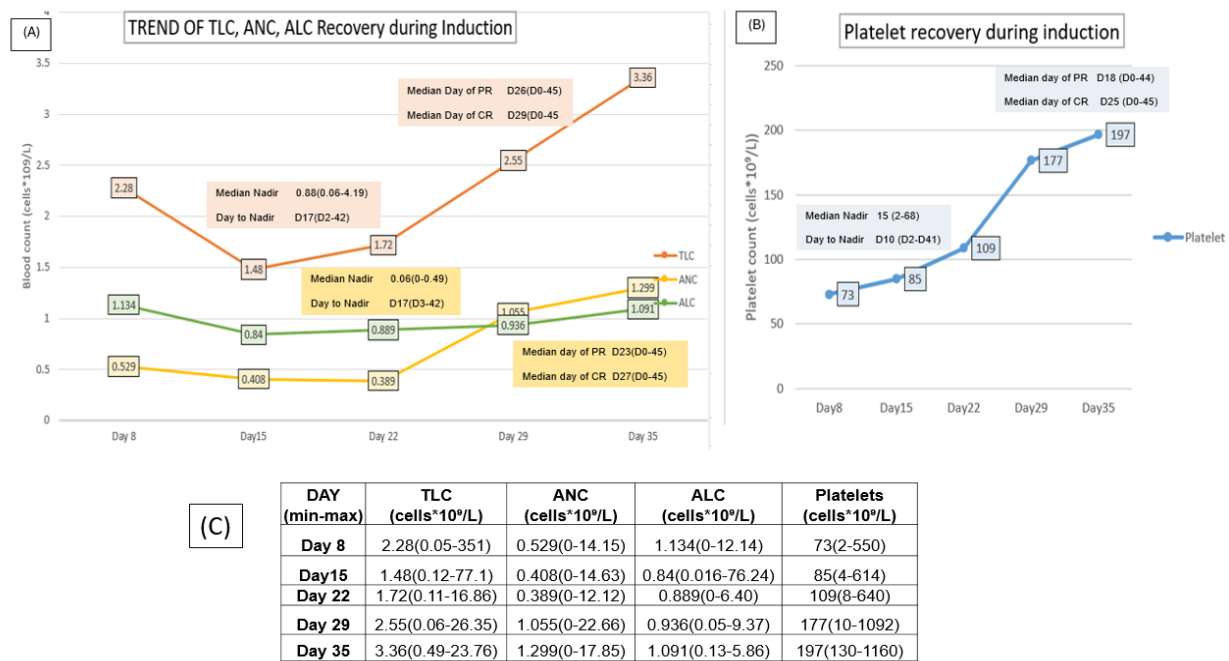 (A)
TREND OF TLC, ANC, ALC Recovery during Induction
4
3.5
3
2.5
2
1.5
1
0.5
0
Blood count (cells*109/L)
Median Day of PR D26(D0-45)
Median Day of CR D29(D0-45
Median Nadir 0.88(0.06-4.19)
Day to Nadir D17(D2-42)
Median Nadir 0.06(0-0.49)
Day to Nadir D17(D3-42)
Median day of PR D23(D0-45)
Median day of CR D27(D0-45)
2.28
1.48
1.72
2.55
3.36
1.134
0.84
0.889
0.936
1.091
0.529
0.408
0.389
1.055
1.299
TLC
ANC
ALC
Day 8
Day15
Day 22
Day 29
Day 35
(B)
Platelet recovery during induction
250
200
150
100
50
0
Platelet count (cells*10⁹/L))
Median day of PR D18 (D0-44)
Median day of CR D25 (D0-45)
Median Nadir 15 (2-68)
Day to Nadir D10 (D2-D41)
73
85
109
177
197
Platelet
Day8
Day15
Day22
Day29
Day35
(C)
DAY TLC ANC ALC Platelets
(min-max) (cells*10⁹/L) (cells*10⁹/L) (cells*10⁹/L) (cells*10⁹/L)
Day 8 2.28(0.05-351) 0.529(0-14.15) 1.134(0-12.14) 73(2-550)
Day15 1.48(0.12-77.1) 0.408(0-14.63) 0.84(0.016-76.24) 85(4-614)
Day 22 1.72(0.11-16.86) 0.389(0-12.12) 0.889(0-6.40) 109(8-640)
Day 29 2.55(0.06-26.35) 1.055(0-22.66) 0.936(0.05-9.37) 177(10-1092)
Day 35 3.36(0.49-23.76) 1.299(0-17.85) 1.091(0.13-5.86) 197(130-1160)